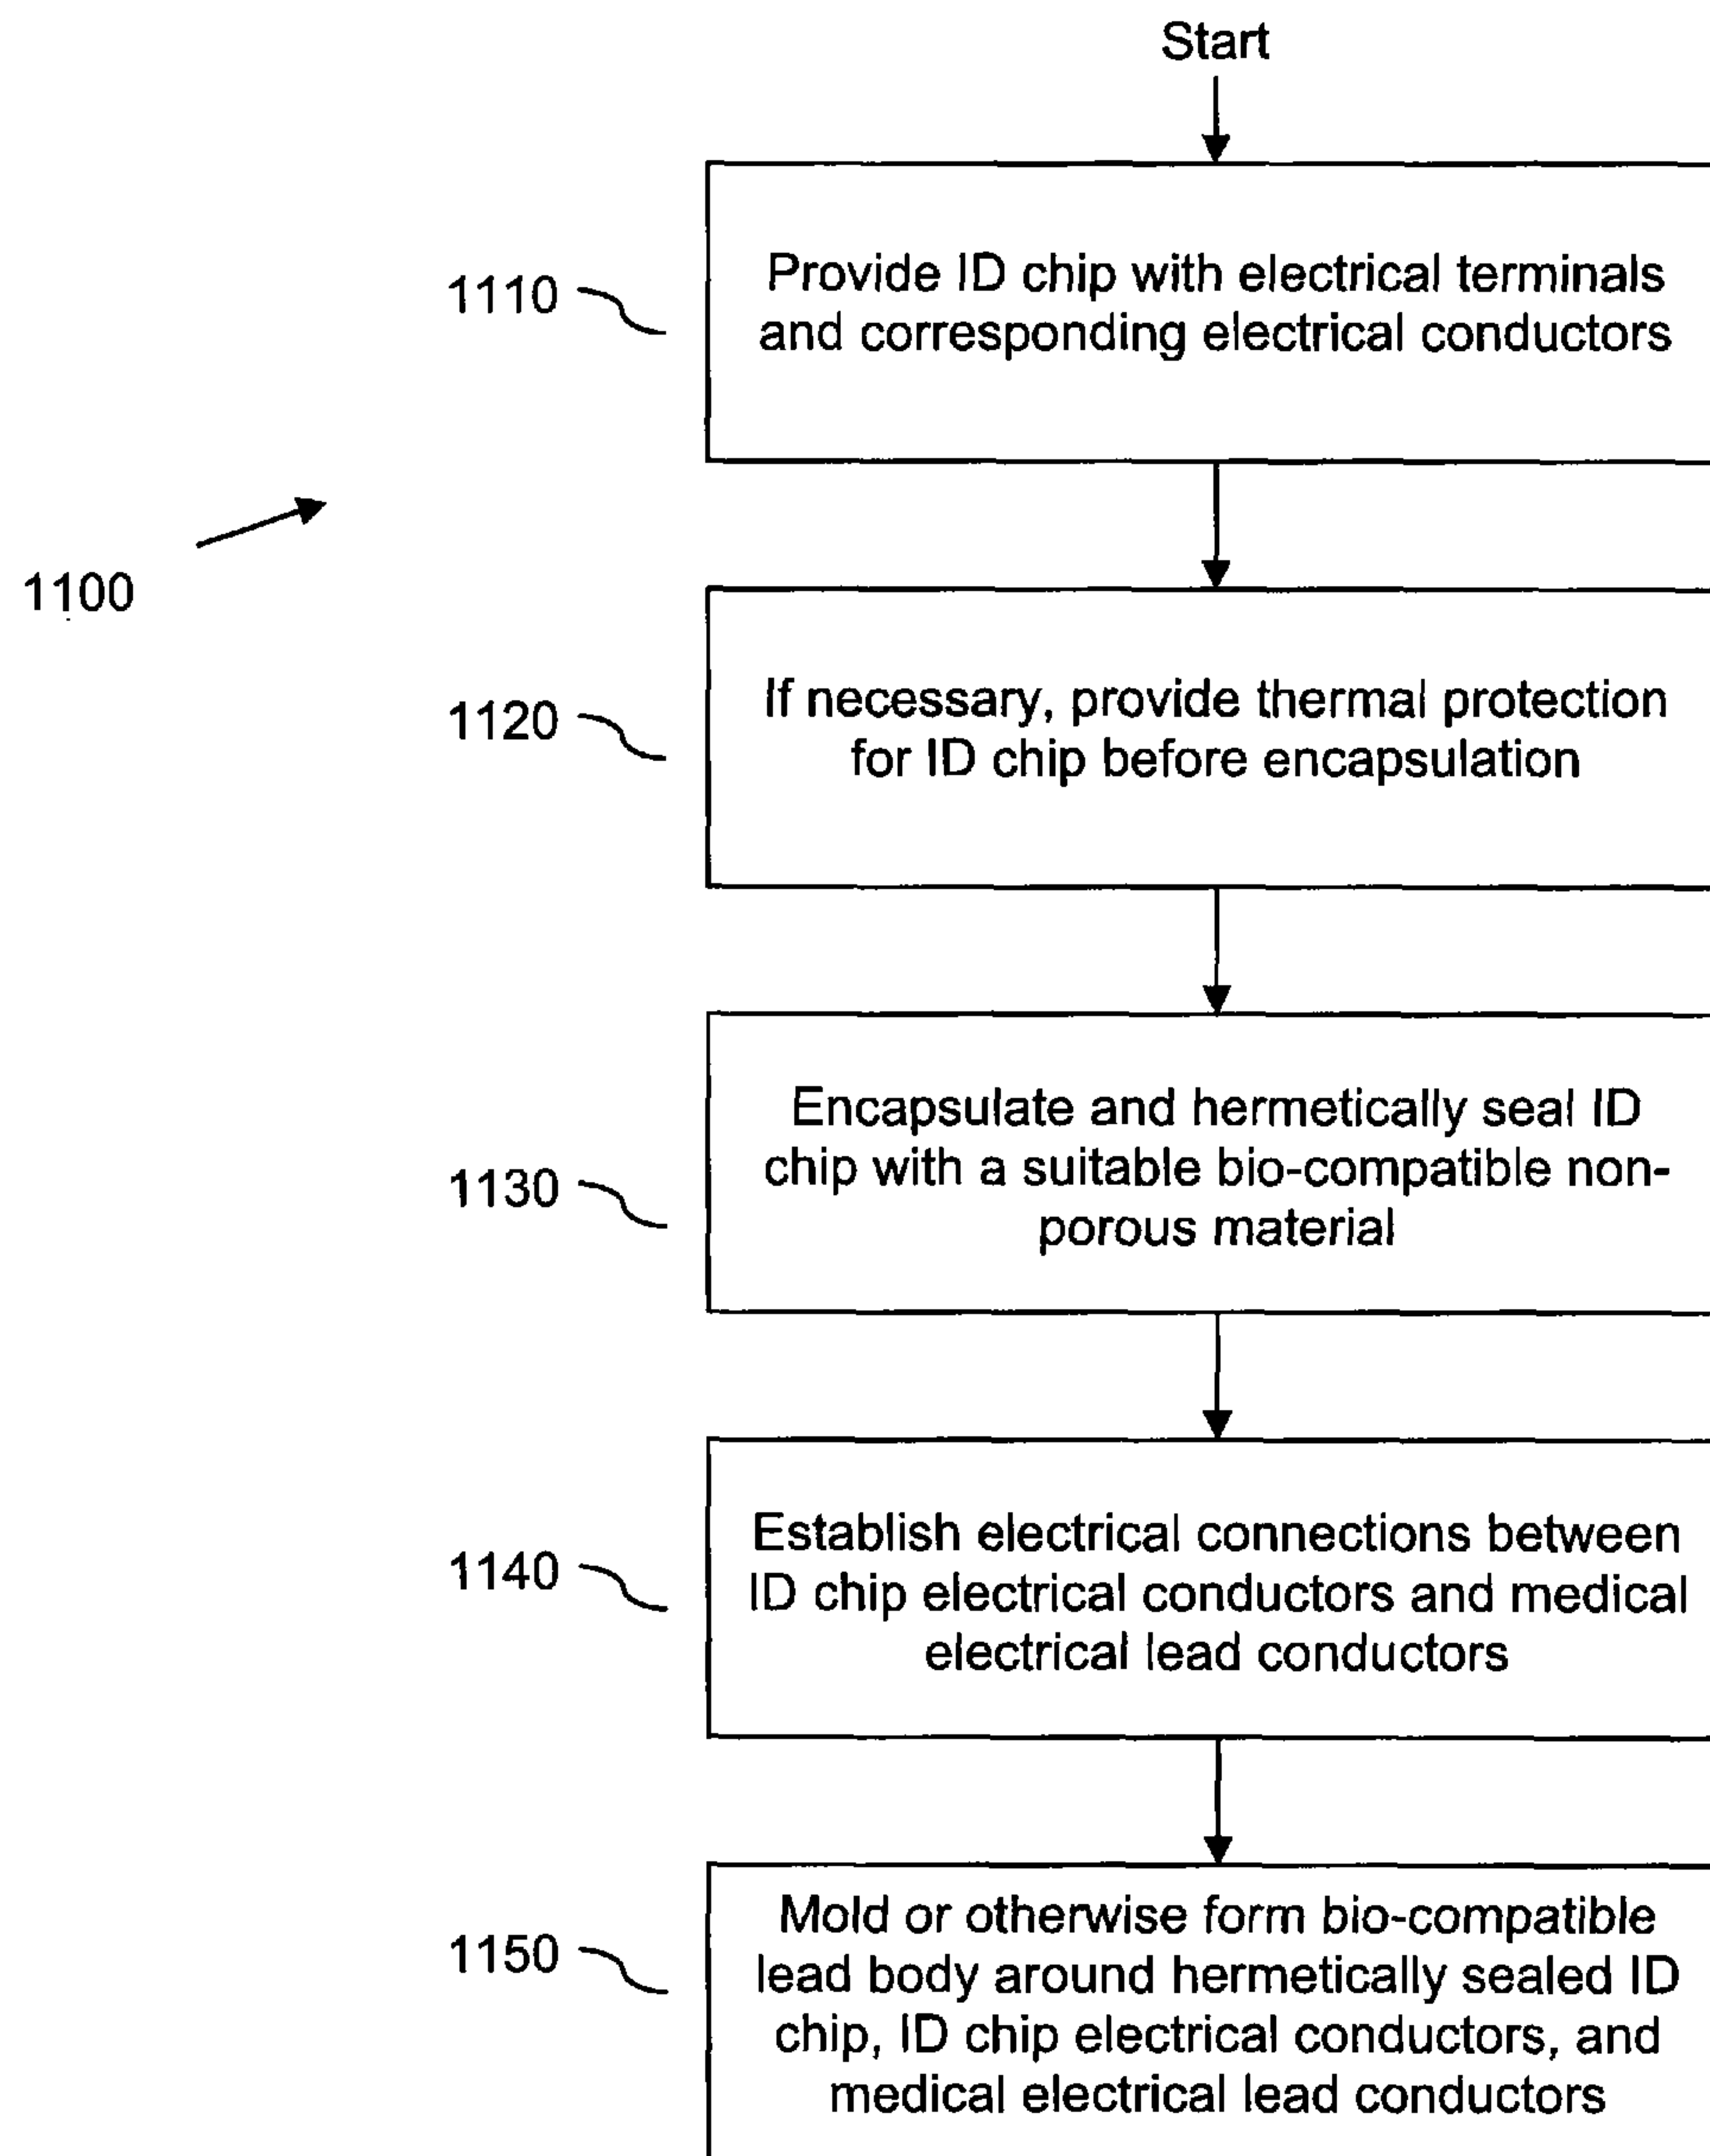 Start
1110
Provide ID chip with electrical terminals
and corresponding electrical conductors
1100
1120
If necessary, provide thermal protection
for ID chip before encapsulation
1130
Encapsulate and hermetically seal ID
chip with a suitable bio-compatible non-
porous material
1140
Establish electrical connections between
ID chip electrical conductors and medical
electrical lead conductors
1150
Mold or otherwise form bio-compatible
lead body around hermetically sealed ID
chip, ID chip electrical conductors, and
medical electrical lead conductors